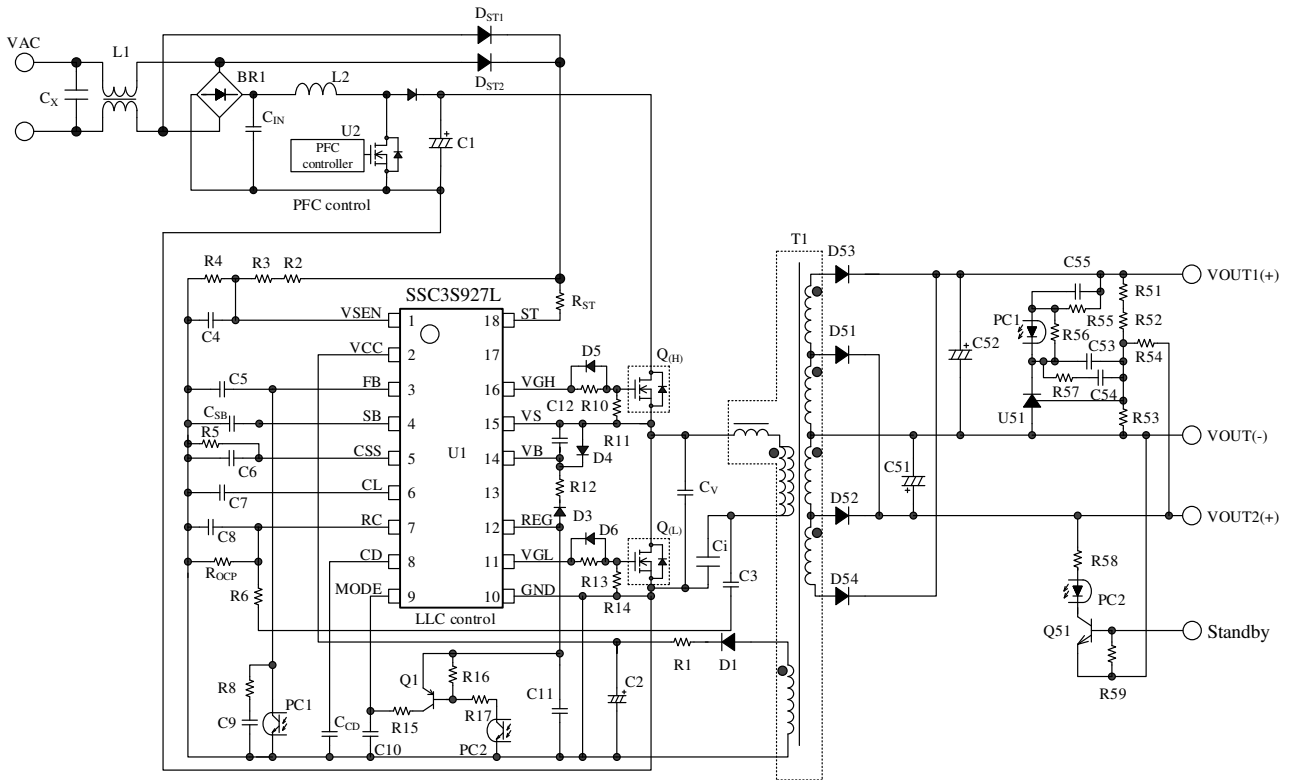 DST1
VAC
L1
DST2
BR1
L2
CX
CIN
U2
C1
PFC
controller
PFC control
T1
D53
R4
R3
R2
C55
VOUT1(+)
SSC3S927L
RST
R51
VSEN
1
18
ST
PC1
R55
R52
C4
R56
VCC
2
17
D5
Q(H)
D51
C52
C53
R54
C5
FB
3
16
VGH
R57
C54
CSB
C12
R10
U51
R53
SB
4
15
VS
R5
R11
VOUT(-)
CSS
5
U1
14
VB
D4
C6
C51
CL
6
13
R12
CV
C7
D52
RC
7
12
REG
D3
Q(L)
VOUT2(+)
C8
D6
CD
8
11
VGL
Ci
R58
ROCP
R13
C3
R6
MODE
9
10
GND
R14
D54
PC2
LLC control
Q51
Standby
R1
D1
R8
PC1
Q1
R16
C11
C2
R59
C9
CCD
R15
R17
C10
PC2